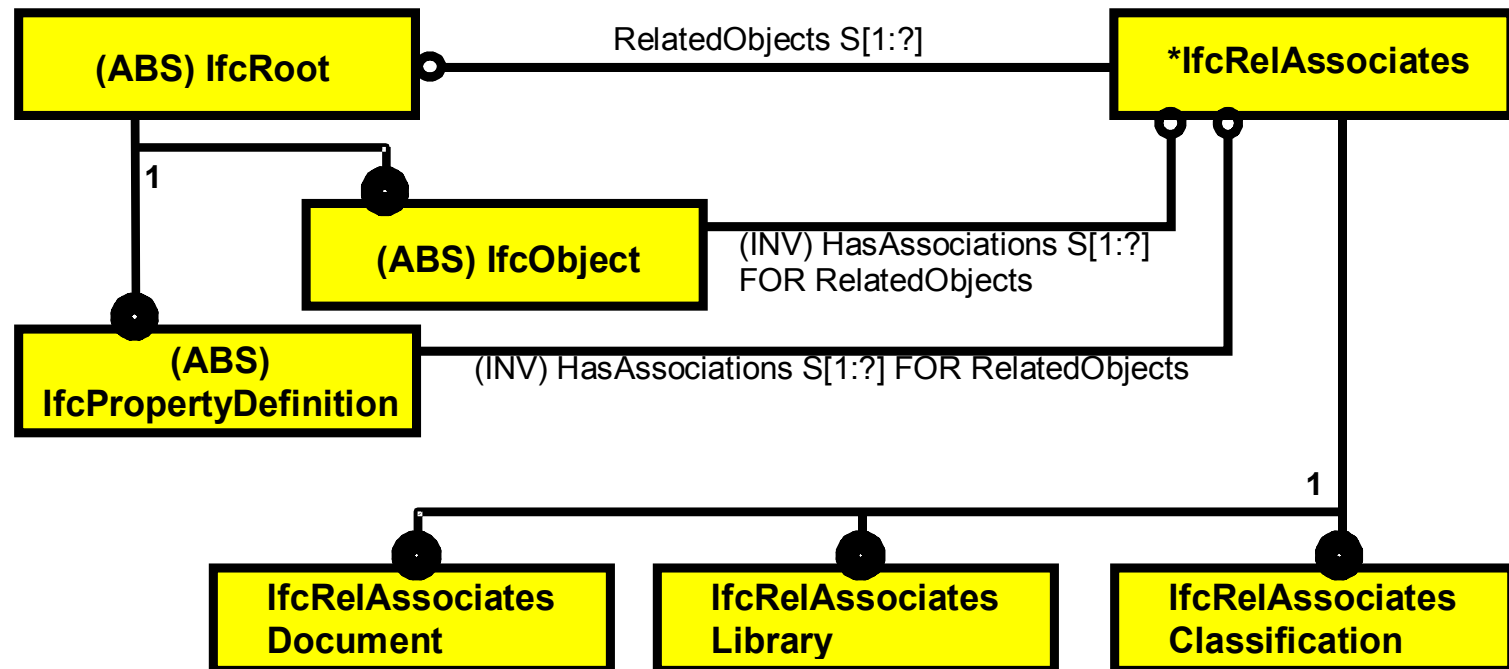 RelatedObjects S[1:?]
(ABS) IfcRoot
*IfcRelAssociates
1
(ABS) IfcObject
(INV) HasAssociations S[1:?]
FOR RelatedObjects
(ABS)
IfcPropertyDefinition
(INV) HasAssociations S[1:?] FOR RelatedObjects
1
IfcRelAssociates
Document
IfcRelAssociates
Library
IfcRelAssociates
Classification